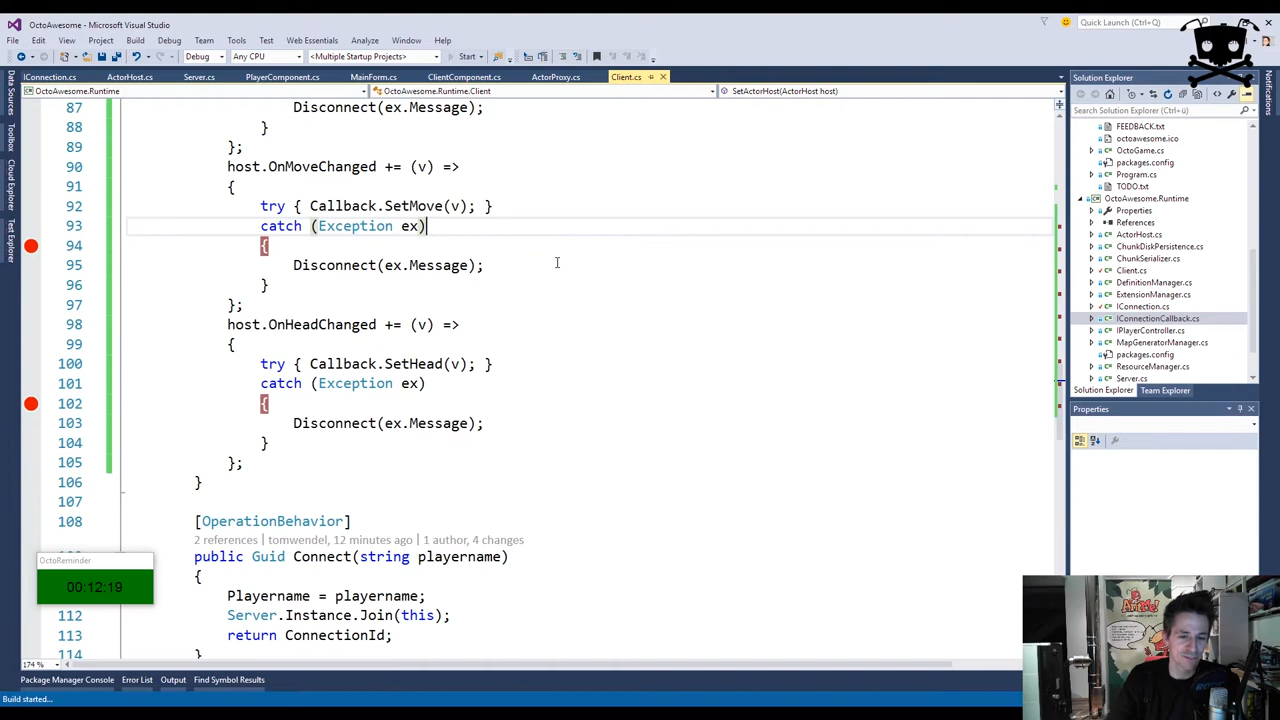 OctoAwesome - Microsoft Visual Studio
Quick Launch (Ctrl+Q)
File Edit View Project Build Debug Team Tools Test Web Essentials Analyze Window Help
Debug Any CPU <Multiple Startup Projects> Start
IConnection.cs ActorHost.cs Server.cs PlayerComponent.cs MainForm.cs ClientComponent.cs ActorProxy.cs Client.cs
OctoAwesome.Runtime OctoAwesome.Runtime.Client SetActorHost(ActorHost host)
Data Sources
Toolbox
Cloud Explorer
Test Explorer
87 Disconnect(ex.Message);
88 }
89 };
90 host.OnMoveChanged += (v) =>
91 {
92 try { Callback.SetMove(v); }
93 catch (Exception ex)
94 {
95 Disconnect(ex.Message);
96 }
97 };
98 host.OnHeadChanged += (v) =>
99 {
100 try { Callback.SetHead(v); }
101 catch (Exception ex)
102 {
103 Disconnect(ex.Message);
104 }
105 };
106 }
107
108 [OperationBehavior]
2 references | tomwendel, 12 minutes ago | 1 author, 4 changes
public Guid Connect(string playername)
{
112 Playername = playername;
Server.Instance.Join(this);
113 return ConnectionId;
114 }
OctoReminder
00:12:19
174 %
Package Manager Console Error List Output Find Symbol Results
Build started...
Solution Explorer
Notifications
FEEDBACK.txt
octoawesome.ico
OctoGame.cs
packages.config
Program.cs
TODO.txt
OctoAwesome.Runtime
Properties
References
ActorHost.cs
ChunkDiskPersistence.cs
ChunkSerializer.cs
Client.cs
DefinitionManager.cs
ExtensionManager.cs
IConnection.cs
IConnectionCallback.cs
IPlayerController.cs
MapGeneratorManager.cs
packages.config
ResourceManager.cs
Server.cs
Solution Explorer Team Explorer
Properties